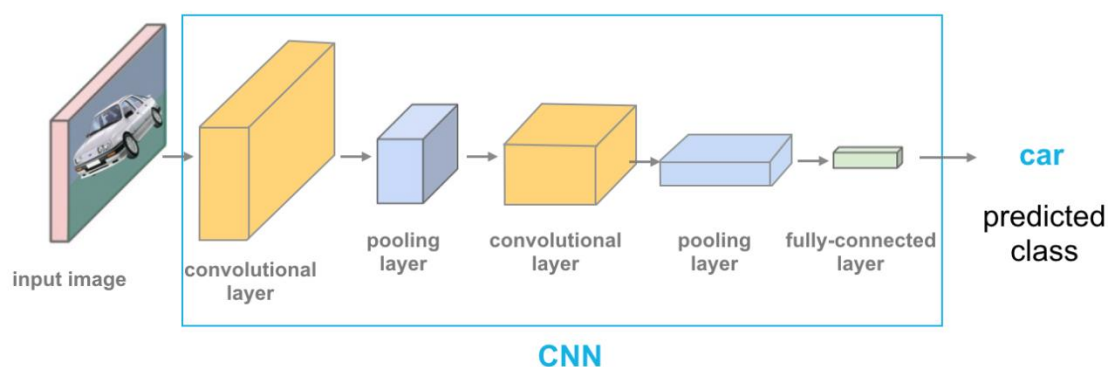 input image
convolutional
layer
pooling
layer
convolutional
layer
pooling
layer
fully-connected
layer
car
predicted
class
CNN